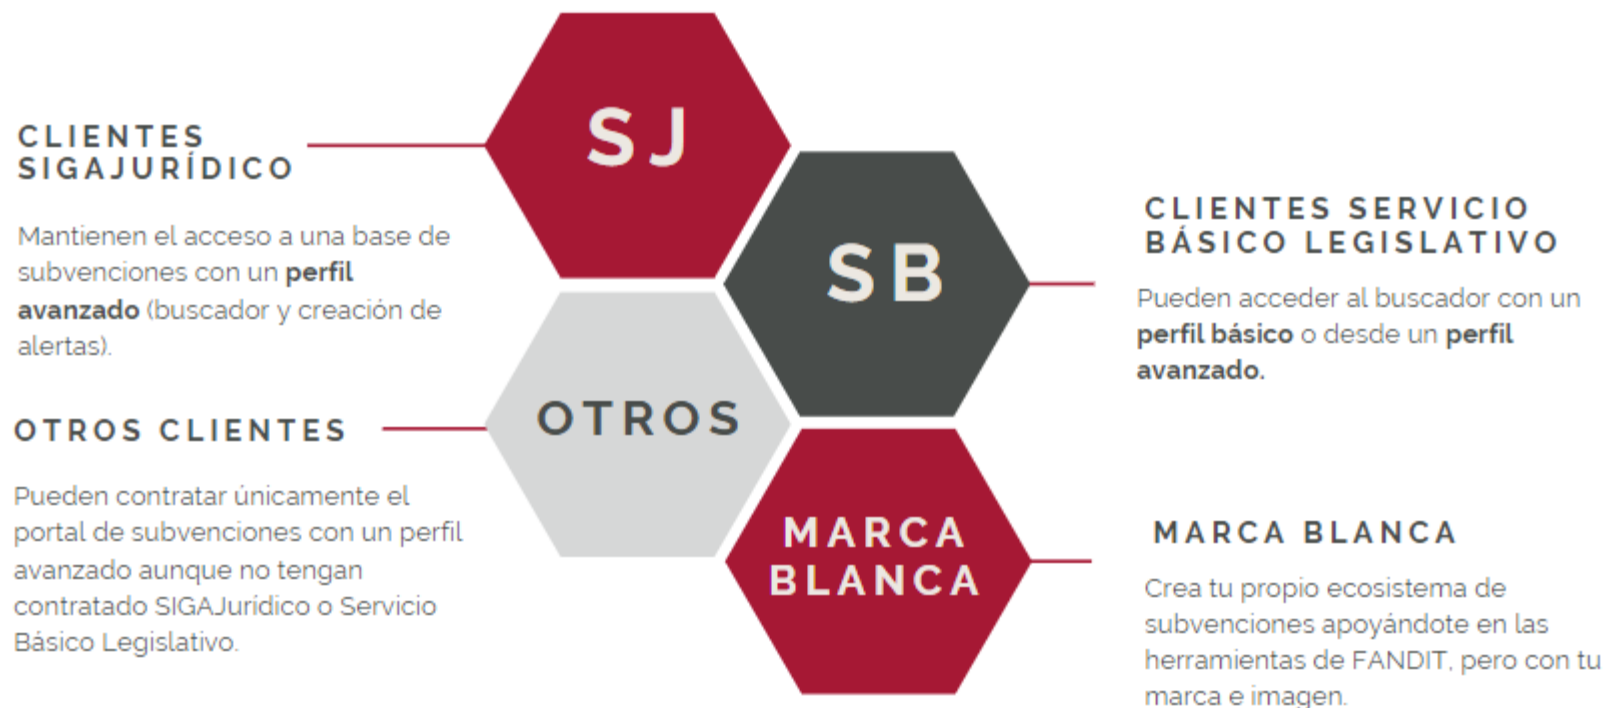 SJ
CLIENTES
SIGAJURÍDICO
Mantienen el acceso a una base de
subvenciones con un perfil
avanzado (buscador y creación de
alertas).
SB
CLIENTES SERVICIO
BÁSICO LEGISLATIVO
Pueden acceder al buscador con un
perfil básico o desde un perfil
avanzado.
OTROS
OTROS CLIENTES
Pueden contratar únicamente el
portal de subvenciones con un perfil
avanzado aunque no tengan
contratado SIGAJurídico o Servicio
Básico Legislativo.
MARCA
BLANCA
MARCA BLANCA
Crea tu propio ecosistema de
subvenciones apoyándote en las
herramientas de FANDIT, pero con tu
marca e imagen.